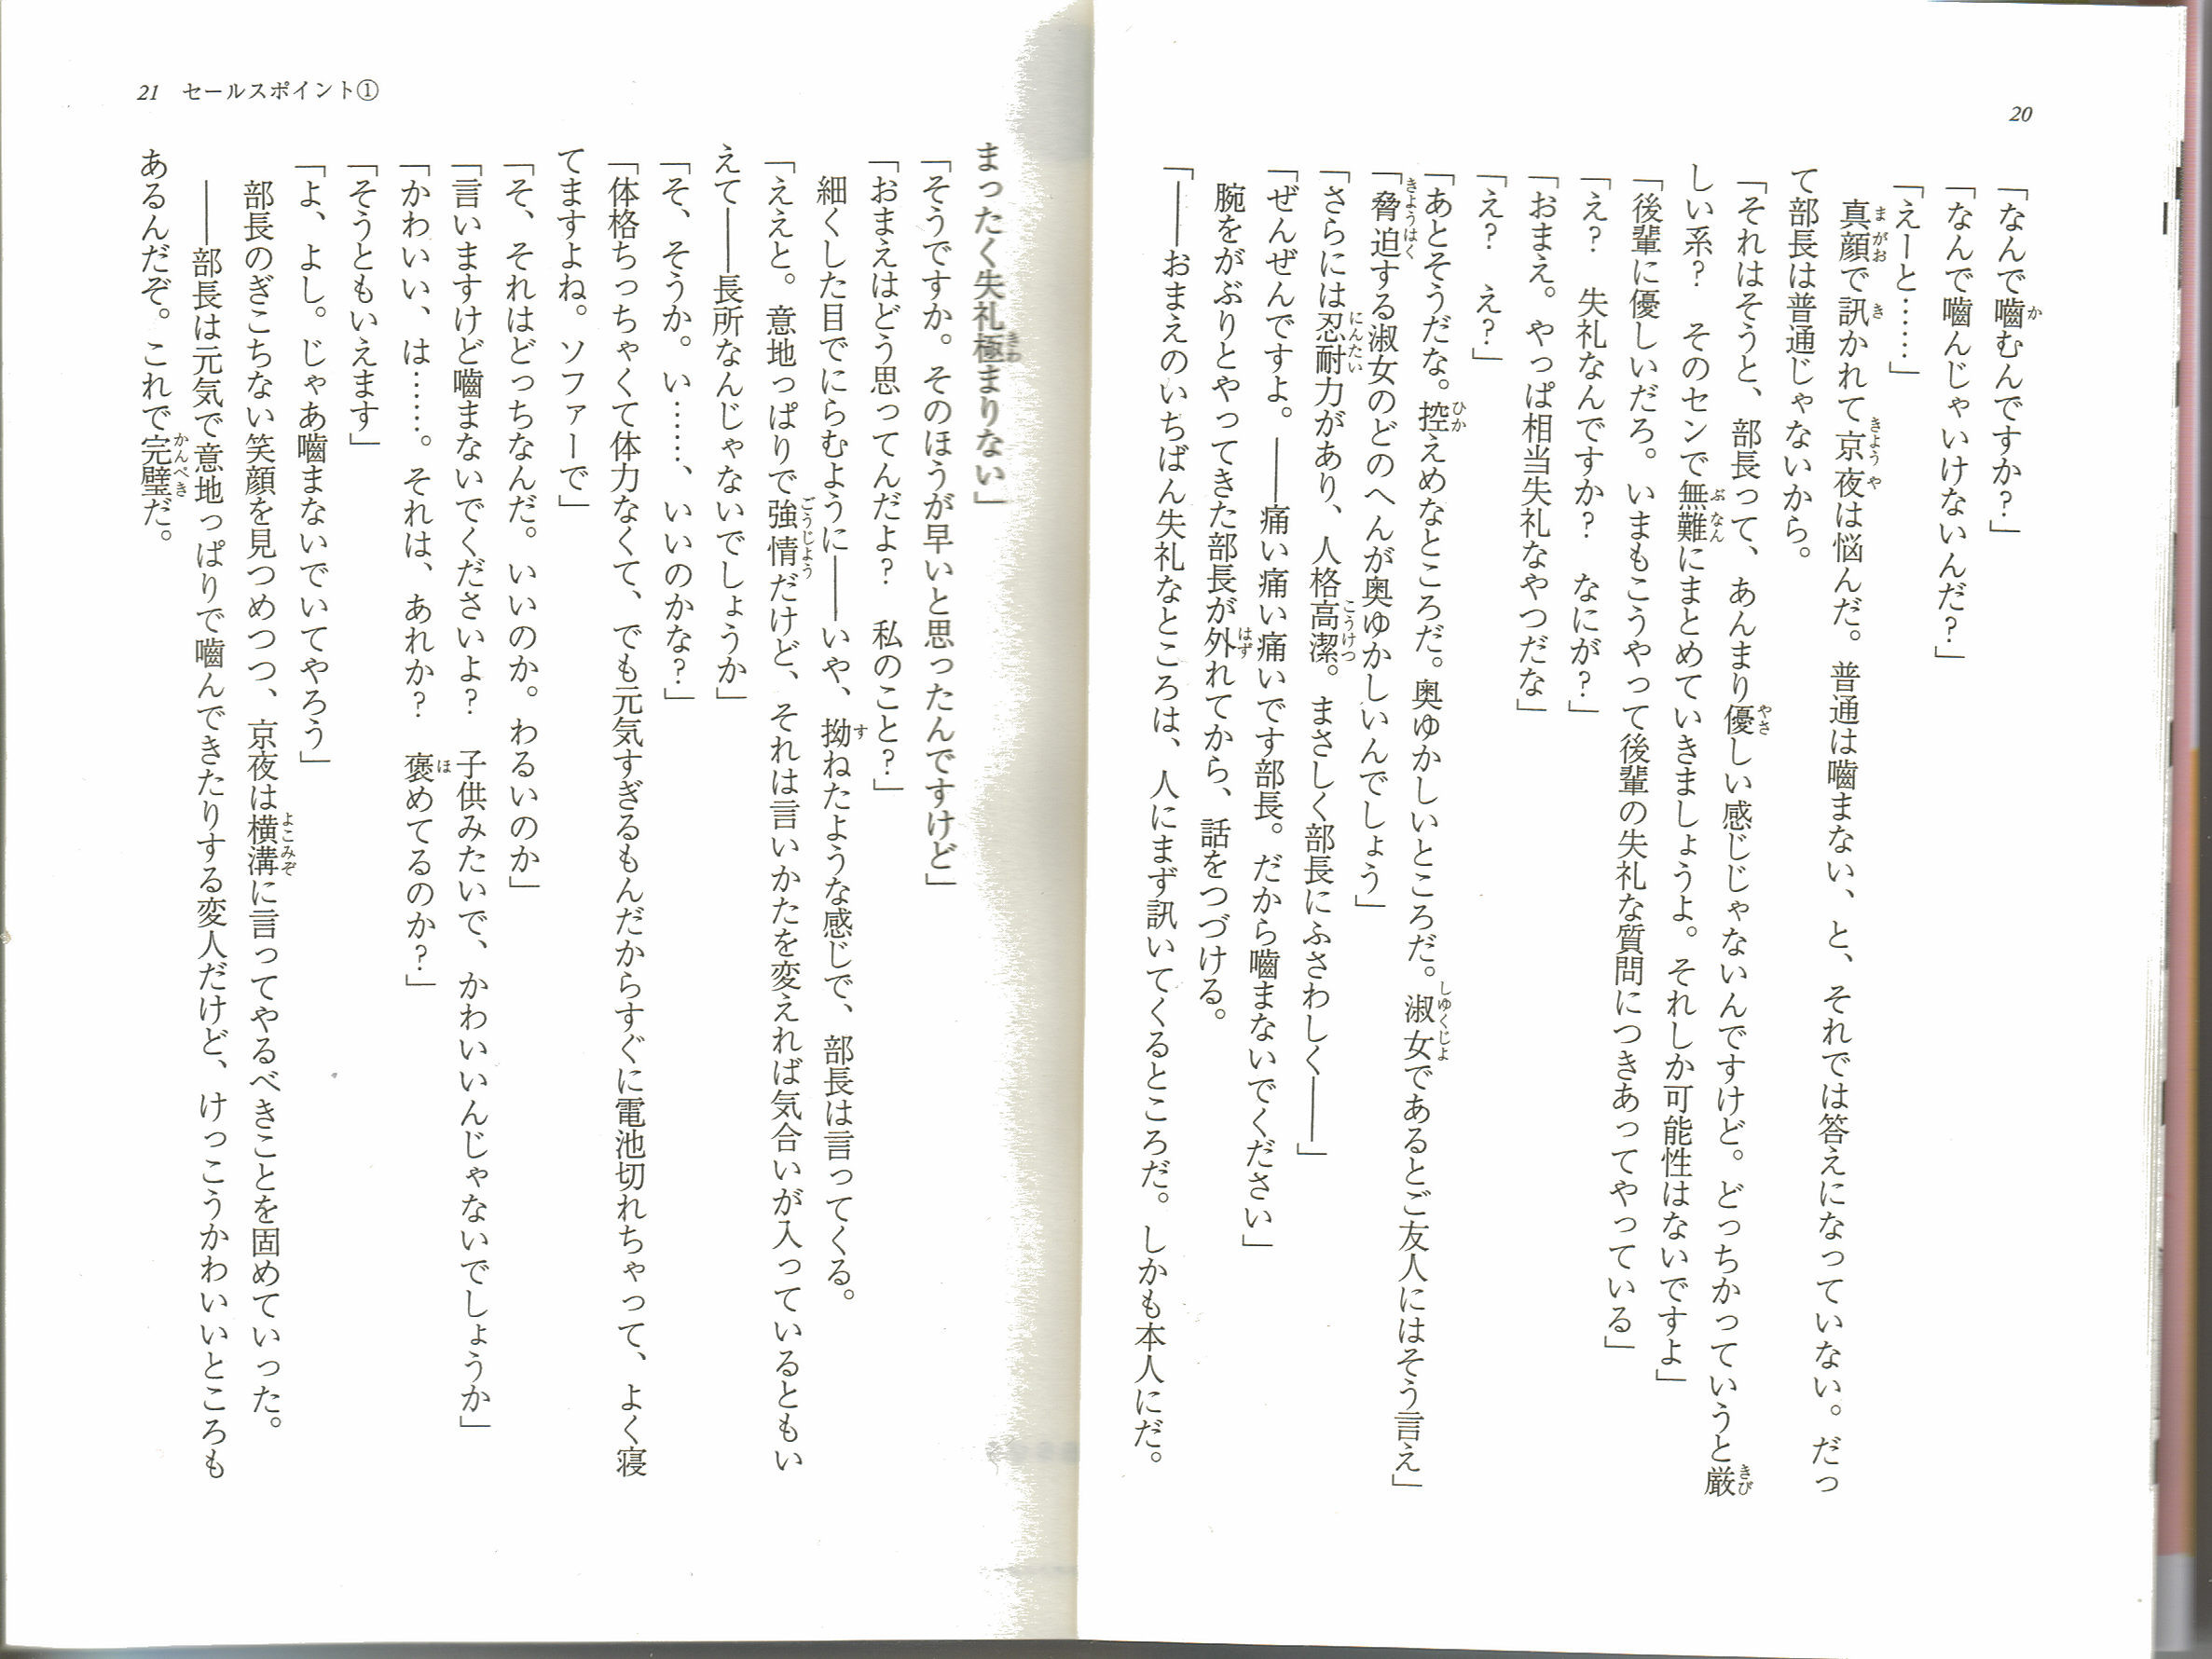 20
「なんで嚙むんですか？」
「なんで嚙んじゃいけないんだ？」
「えーと……」
真顔で訊かれて京夜は悩んだ。普通は嚙まない、と、それでは答えになっていない。だっ
て部長は普通じゃないから。
「それはそうと、部長って、あんまり優しい感じじゃないんですけど。どっちかっていうと厳
しい系？　そのセンで無難にまとめていきましょうよ。それしか可能性はないですよ」
「後輩に優しいだろ。いまもこうやって後輩の失礼な質問につきあってやっている」
「え？　失礼なんですか？　なにが？」
「おまえ。やっぱ相当失礼なやつだな」
「え？　え？」
「あとそうだな。控えめなところだ。奥ゆかしいところだ。淑女であるとご友人にはそう言え」
「脅迫する淑女のどのへんが奥ゆかしいんでしょう」
「さらには忍耐力があり、人格高潔。まさしく部長にふさわしく――」
「ぜんぜんですよ。――痛い痛い痛いです部長。だから嚙まないでください」
腕をがぶりとやってきた部長が外れてから、話をつづける。
「――おまえのいちばん失礼なところは、人にまず訊いてくるところだ。しかも本人にだ。
21　セールスポイント①
まったく失礼極まりない」
「そうですか。そのほうが早いと思ったんですけど」
「おまえはどう思ってんだよ？　私のこと？」
細くした目でにらむように――いや、拗ねたような感じで、部長は言ってくる。
「ええと。意地っぱりで強情だけど、それは言いかたを変えれば気合いが入っているともい
えて――長所なんじゃないでしょうか」
「そ、そうか。い……、いいのかな？」
「体格ちっちゃくて体力なくて、でも元気すぎるもんだからすぐに電池切れちゃって、よく寝
てますよね。ソファーで」
「そ、それはどっちなんだ。いいのか。わるいのか」
「言いますけど嚙まないでくださいよ？　子供みたいで、かわいいんじゃないでしょうか」
「かわいい、は……。それは、あれか？　褒めてるのか？」
「そうともいえます」
「よ、よし。じゃあ嚙まないでいてやろう」
部長のぎこちない笑顔を見つめつつ、京夜は横溝に言ってやるべきことを固めていった。
――部長は元気で意地っぱりで嚙んできたりする変人だけど、けっこうかわいいところも
あるんだぞ。これで完璧だ。